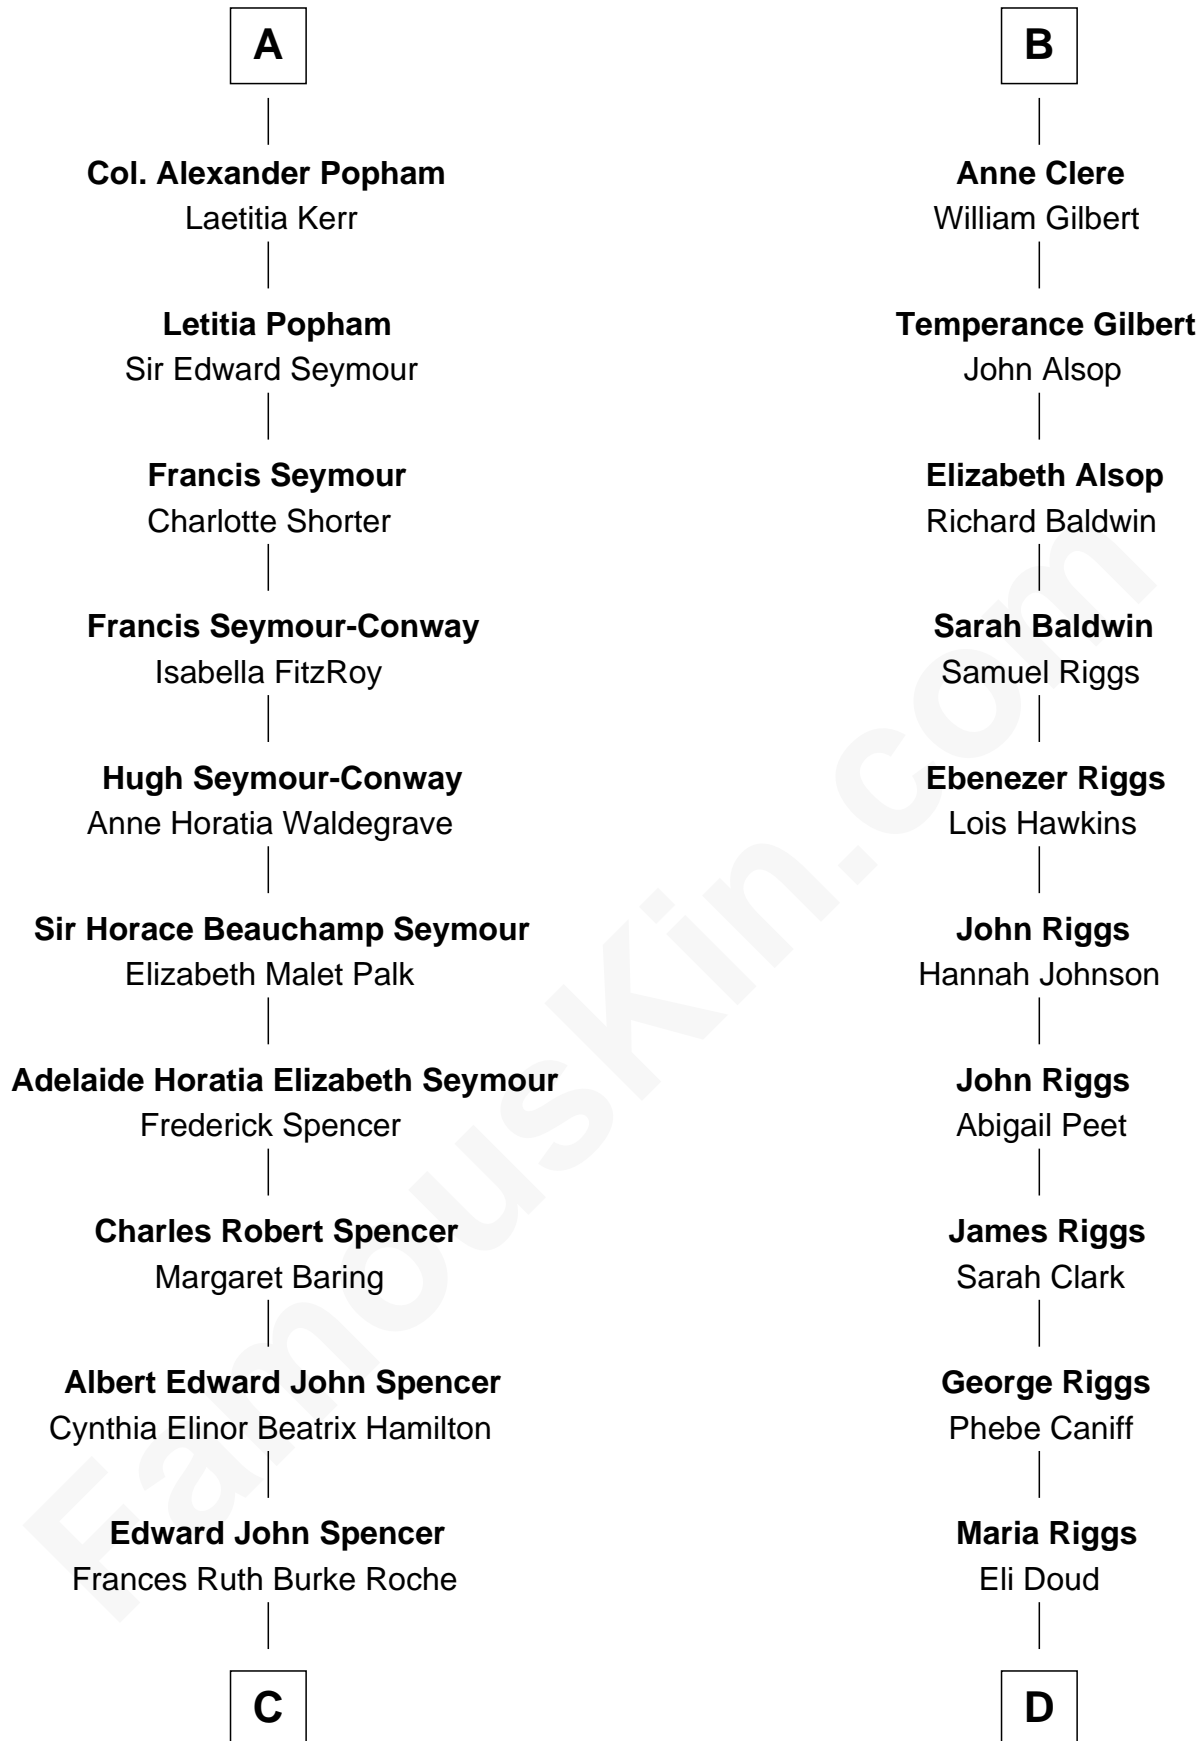 A
Col. Alexander Popham
Laetitia Kerr
Letitia Popham
Sir Edward Seymour
Francis Seymour
Charlotte Shorter
Francis Seymour-Conway
Isabella FitzRoy
Hugh Seymour-Conway
Anne Horatia Waldegrave
Sir Horace Beauchamp Seymour
Elizabeth Malet Palk
Adelaide Horatia Elizabeth Seymour
Frederick Spencer
Charles Robert Spencer
Margaret Baring
Albert Edward John Spencer
Cynthia Elinor Beatrix Hamilton
Edward John Spencer
Frances Ruth Burke Roche
C
B
Anne Clere
William Gilbert
Temperance Gilbert
John Alsop
Elizabeth Alsop
Richard Baldwin
Sarah Baldwin
Samuel Riggs
Ebenezer Riggs
Lois Hawkins
John Riggs
Hannah Johnson
John Riggs
Abigail Peet
James Riggs
Sarah Clark
George Riggs
Phebe Caniff
Maria Riggs
Eli Doud
D
FamousKin.com